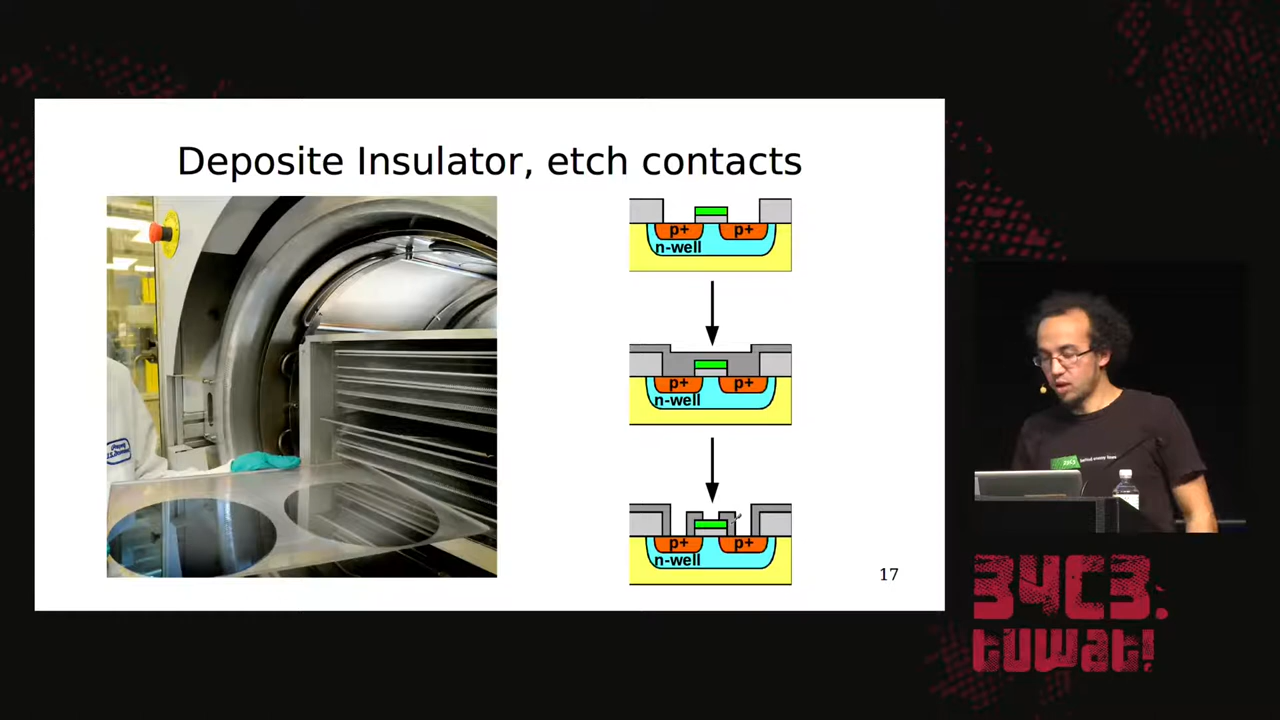 Deposite Insulator, etch contacts
p+ p+
n-well
p+ p+
n-well
p+ p+
n-well
17
34C3.
tuwat!